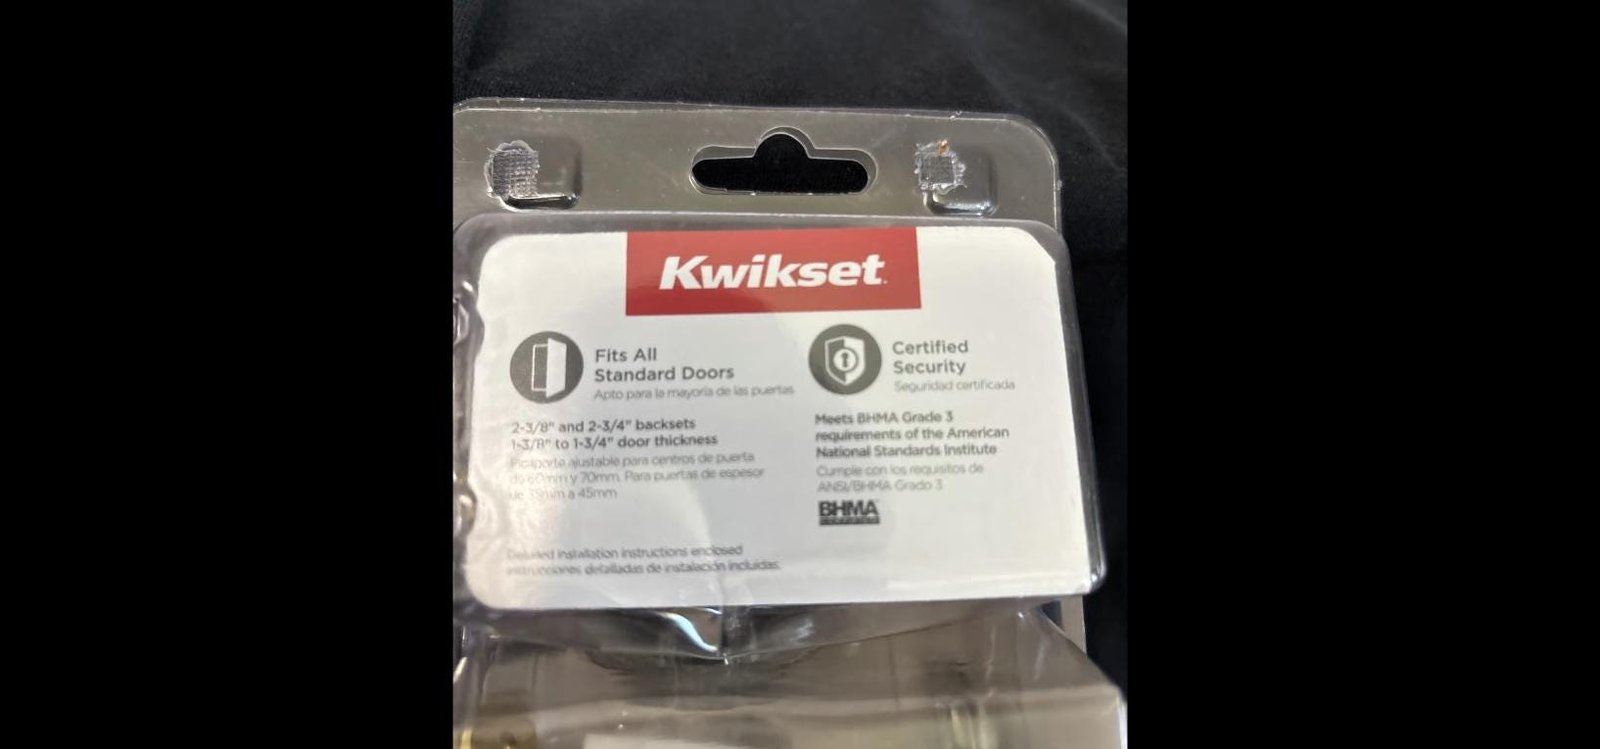 Kwikset
Fits All
Standard Doors
Apto para la mayoría de las puertas
2-3/8" and 2-3/4" backsets
1-3/8" to 1-3/4" door thickness
ajustable para centros de puerta
de 60mm y 70mm. Para puertas de espesor
de 35mm a 45mm
Detailed installation instructions enclosed
Instrucciones detalladas de instalación incluidas.
Certified
Security
Seguridad certificada
Meets BHMA Grade 3
requirements of the American
National Standards Institute
Cumple con los requisitos de
ANSI/BHMA Grado 3
BHMA